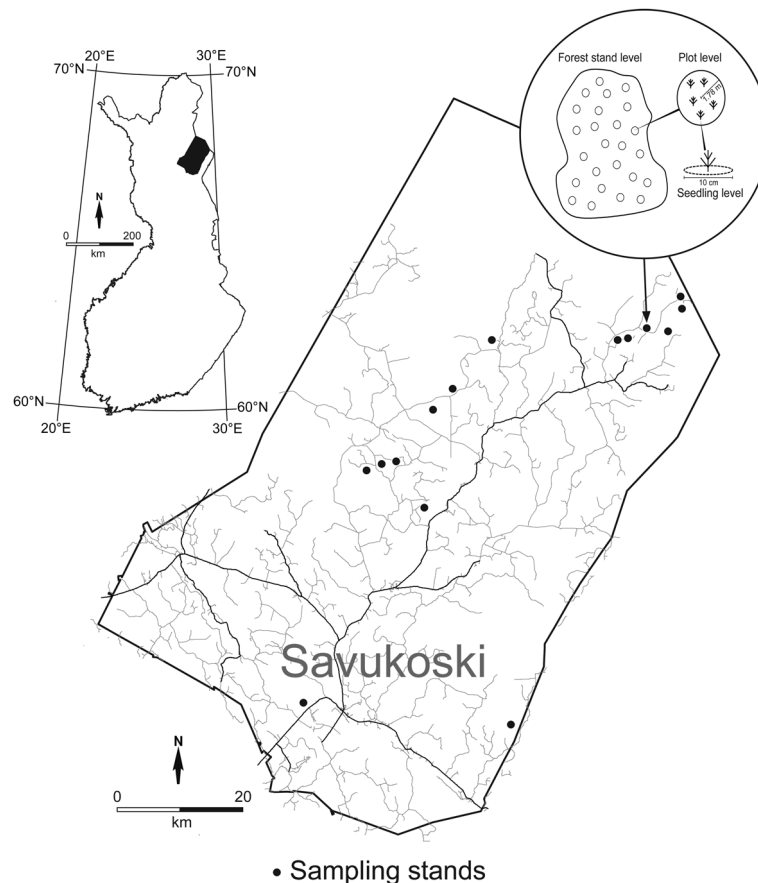 20°E
30°E
70°N
70°N
N
0
200
km
60°N
60°N
20°E
30°E
Forest stand level
Plot level
1.78 m
10 cm
Seedling level
Savukoski
N
0
20
km
• Sampling stands